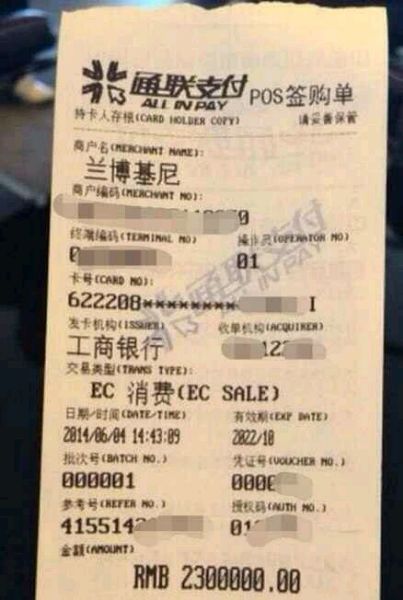 通联支付 POS签购单
ALL IN PAY
持卡人存根(CARD HOLDER COPY) 请妥善保管
商户名(MERCHANT NAME):
兰博基尼
商户编码(MERCHANT NO):
终端编码(TERMINAL NO) 操作员(OPERATOR NO)
01
卡号(CARD NO):
622208********* I
发卡机构(ISSUER) 收单机构(ACQUIRER)
工商银行
交易类型(TRANS TYPE):
EC 消费(EC SALE)
日期/时间(DATE/TIME) 有效期(EXP DATE)
2014/06/04 14:43:09 2022/10
批次号(BATCH NO.) 凭证号(VOUCHER NO.)
000001 0000
参考号(REFER NO.) 授权码(AUTH NO.)
415514
金额(AMOUNT)
RMB 2300000.00